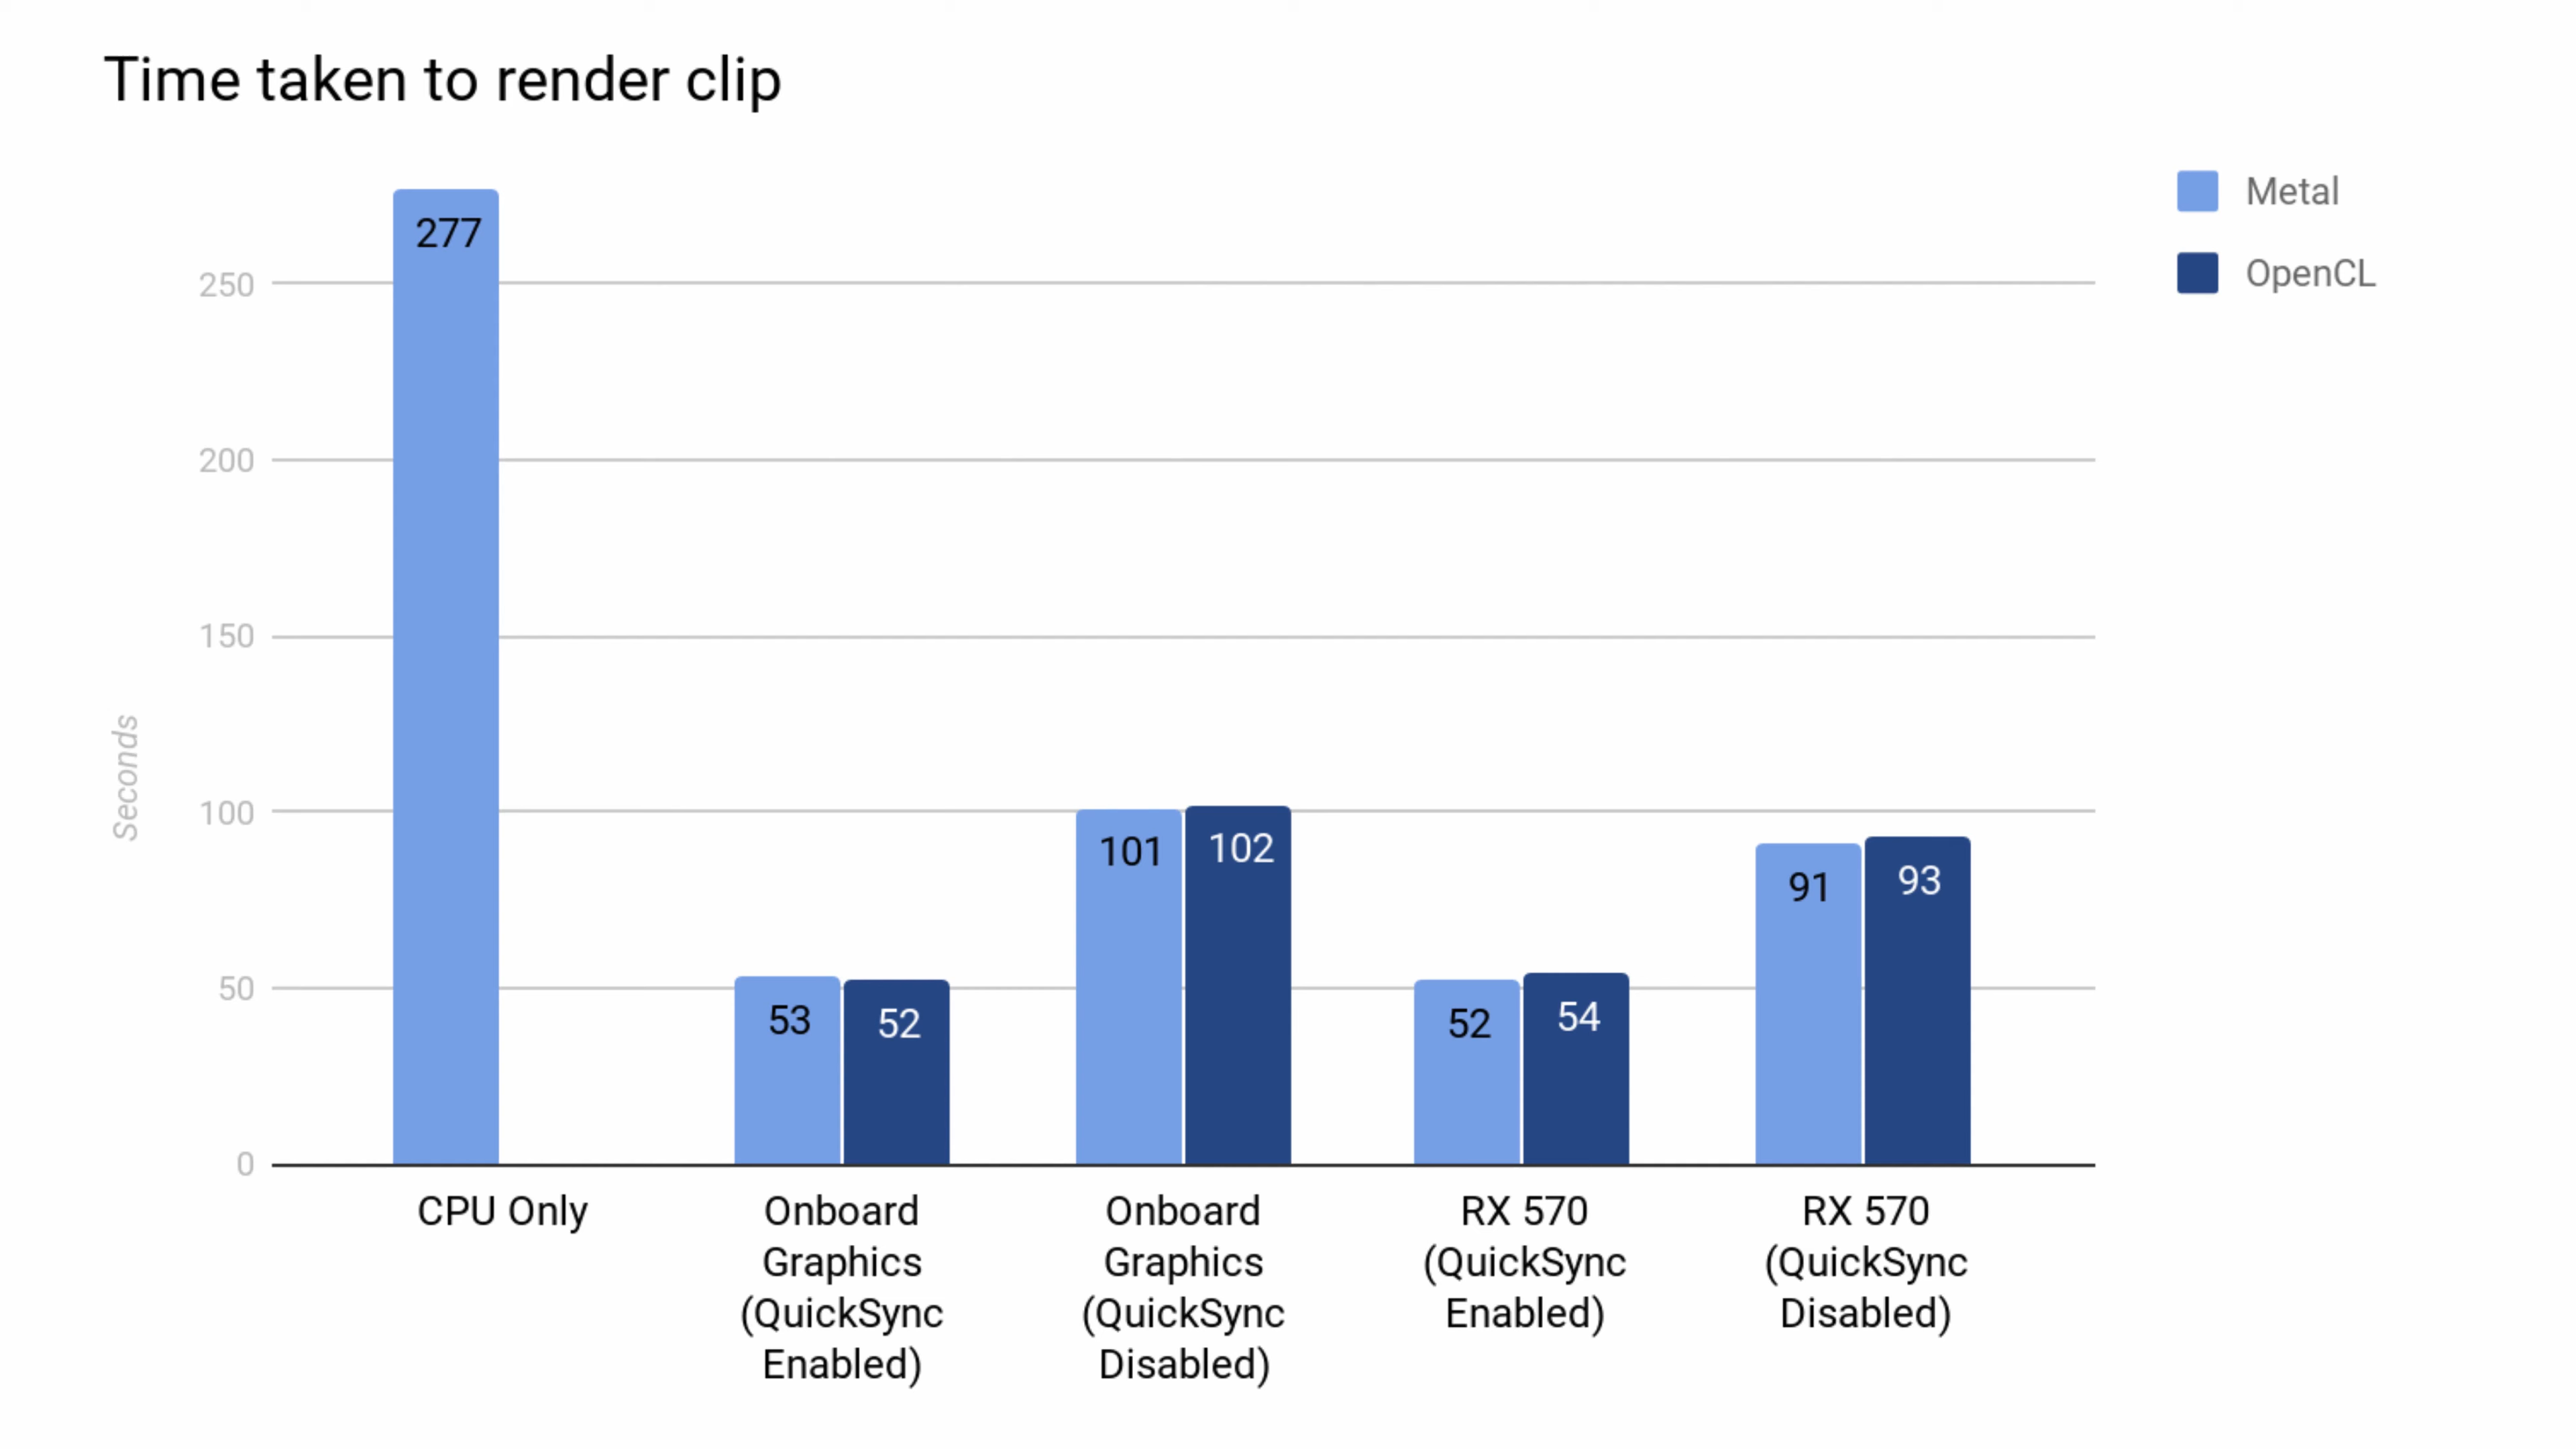 Time taken to render clip
Metal
OpenCL
Seconds
250
200
150
100
50
0
277
53
52
101
102
52
54
91
93
CPU Only
Onboard
Graphics
(QuickSync
Enabled)
Onboard
Graphics
(QuickSync
Disabled)
RX 570
(QuickSync
Enabled)
RX 570
(QuickSync
Disabled)